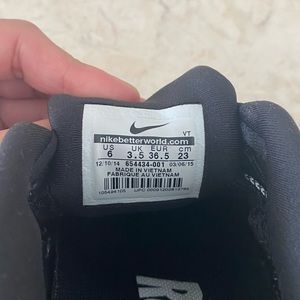 VT
nikebetterworld.com
US UK EUR cm
6 3.5 36.5 23
12/10/14 654434-001 03/06/15
MADE IN VIETNAM
FABRIQUE AU VIETNAM